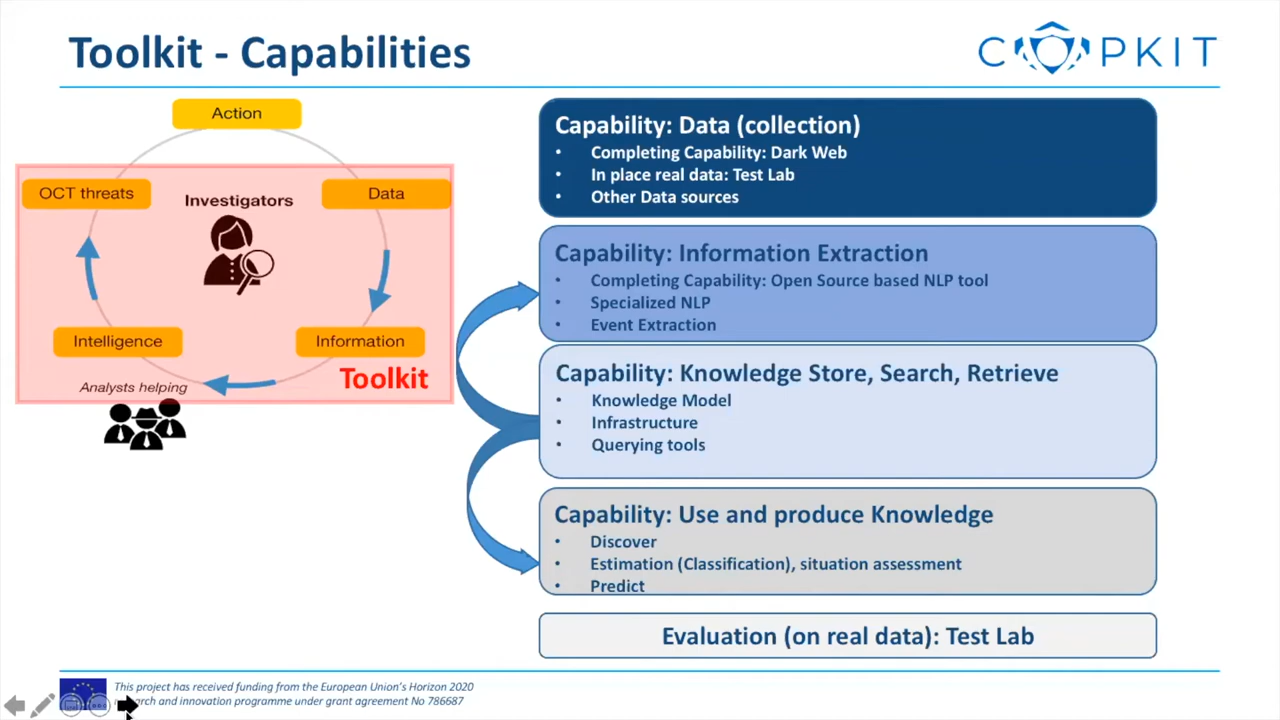 Toolkit - Capabilities
COPKIT
Action
OCT threats
Investigators
Data
Intelligence
Information
Analysts helping
Toolkit
Capability: Data (collection)
• Completing Capability: Dark Web
• In place real data: Test Lab
• Other Data sources
Capability: Information Extraction
• Completing Capability: Open Source based NLP tool
• Specialized NLP
• Event Extraction
Capability: Knowledge Store, Search, Retrieve
• Knowledge Model
• Infrastructure
• Querying tools
Capability: Use and produce Knowledge
• Discover
• Estimation (Classification), situation assessment
• Predict
Evaluation (on real data): Test Lab
This project has received funding from the European Union's Horizon 2020
and innovation programme under grant agreement No 786687